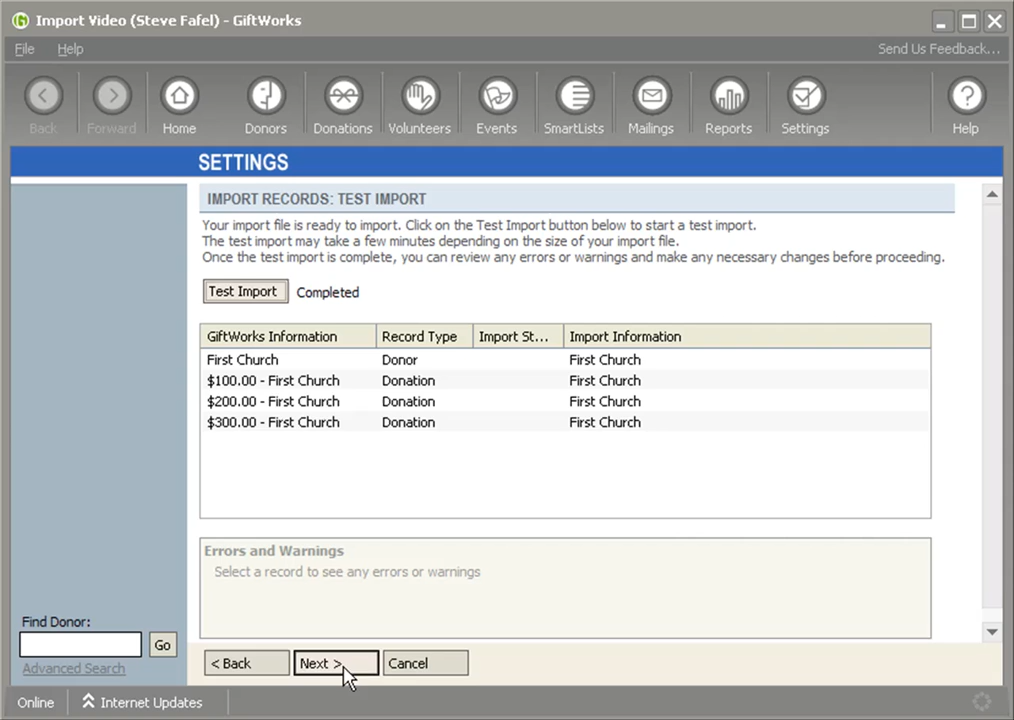 Import Video (Steve Fafel) - GiftWorks
File Help Send Us Feedback...
Back Forward Home Donors Donations Volunteers Events SmartLists Mailings Reports Settings Help
SETTINGS
IMPORT RECORDS: TEST IMPORT
Your import file is ready to import. Click on the Test Import button below to start a test import.
The test import may take a few minutes depending on the size of your import file.
Once the test import is complete, you can review any errors or warnings and make any necessary changes before proceeding.
Test Import Completed
GiftWorks Information Record Type Import St... Import Information
First Church Donor First Church
$100.00 - First Church Donation First Church
$200.00 - First Church Donation First Church
$300.00 - First Church Donation First Church
Errors and Warnings
Select a record to see any errors or warnings
Find Donor:
Go
Advanced Search
< Back Next > Cancel
Online Internet Updates